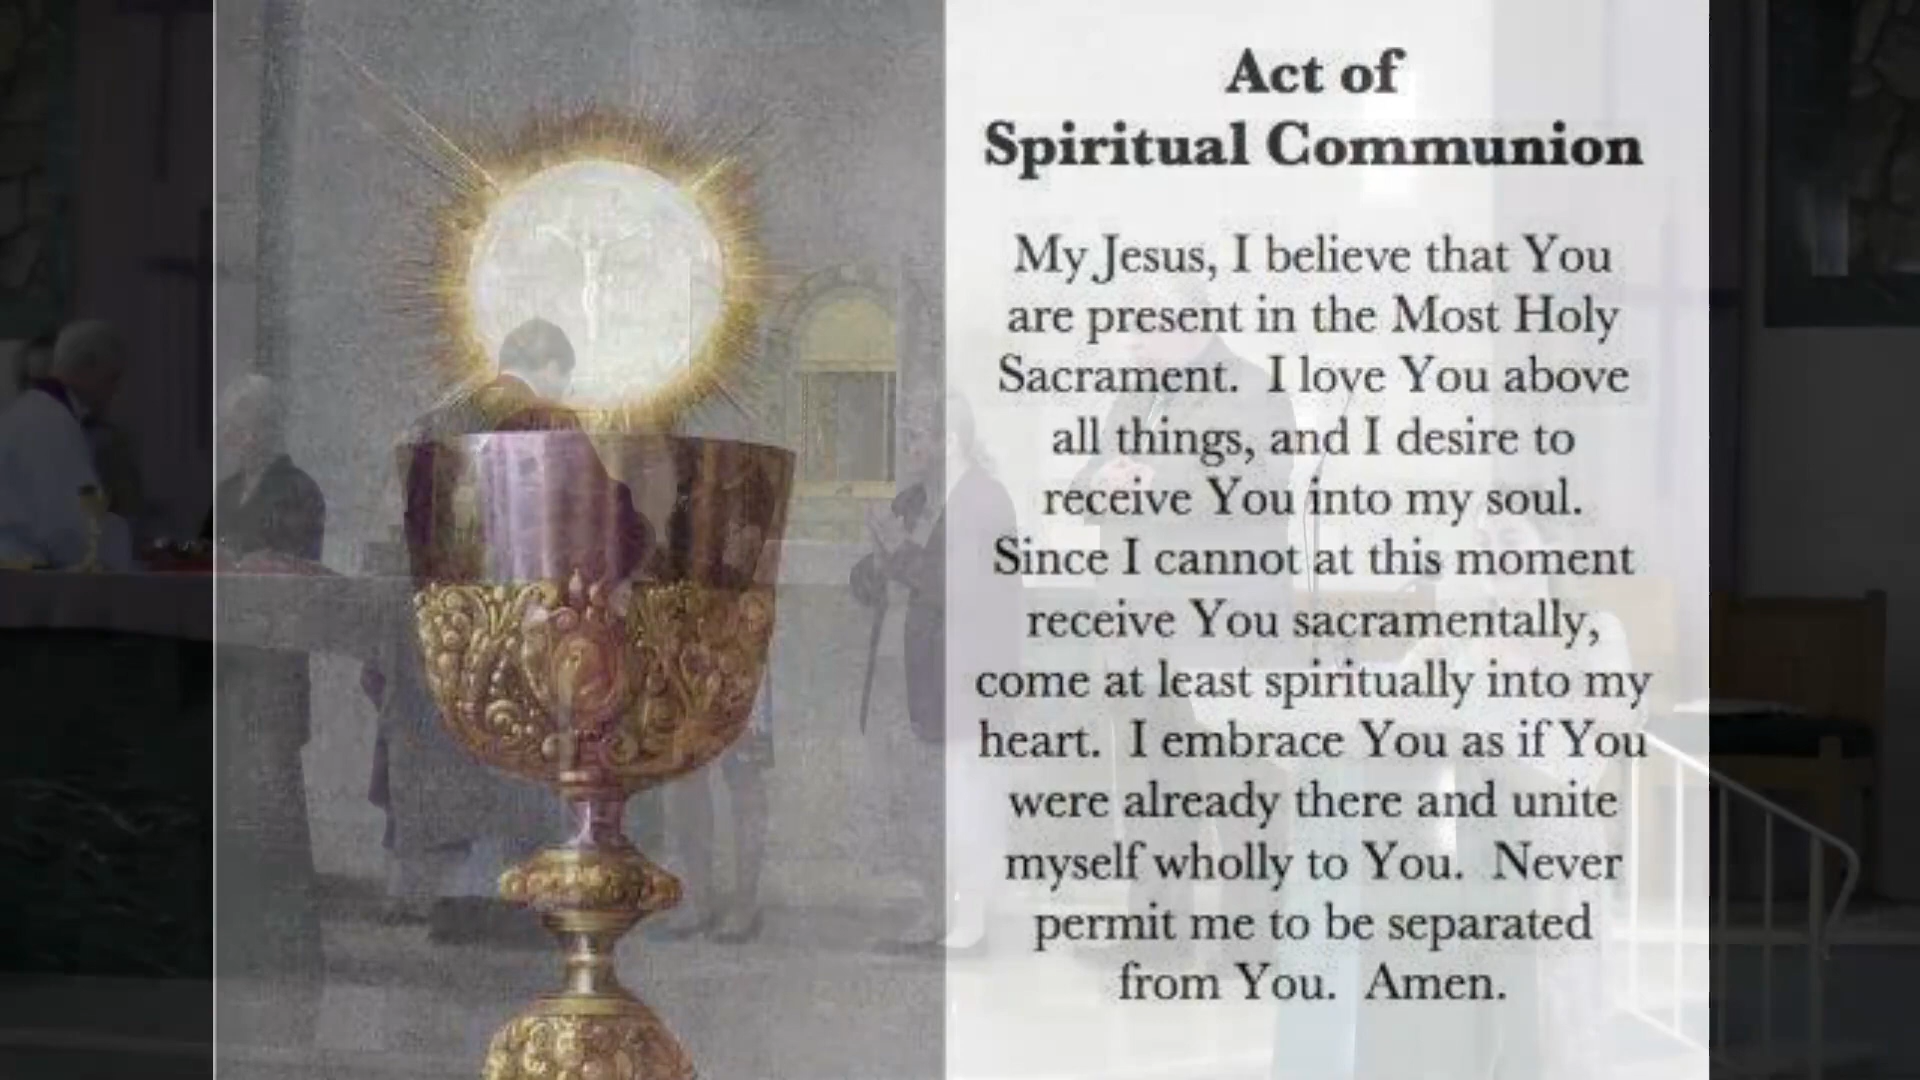 Act of
Spiritual Communion
My Jesus, I believe that You
are present in the Most Holy
Sacrament. I love You above
all things, and I desire to
receive You into my soul.
Since I cannot at this moment
receive You sacramentally,
come at least spiritually into my
heart. I embrace You as if You
were already there and unite
myself wholly to You. Never
permit me to be separated
from You. Amen.